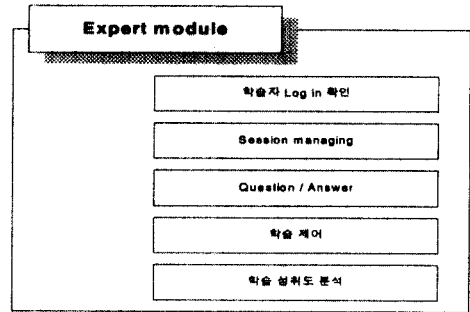 Expert module
학습자 Log in 확인
Session managing
Question / Answer
학습 제어
학습 성취도 분석